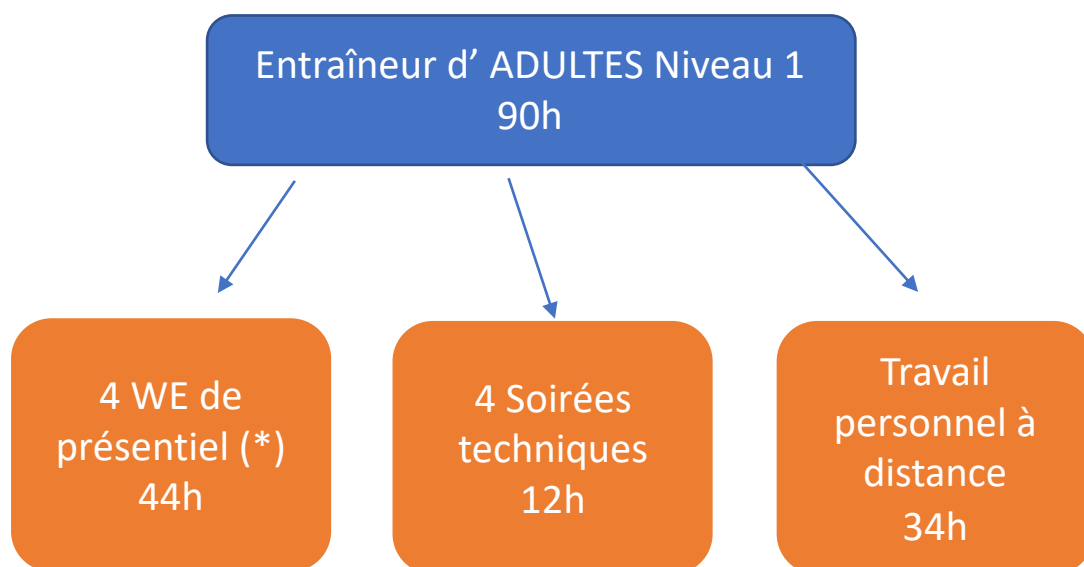 Entraîneur d’ ADULTES Niveau 1
90h
4 WE de
présentiel (*)
44h
4 Soirées
techniques
12h
Travail
personnel à
distance
34h